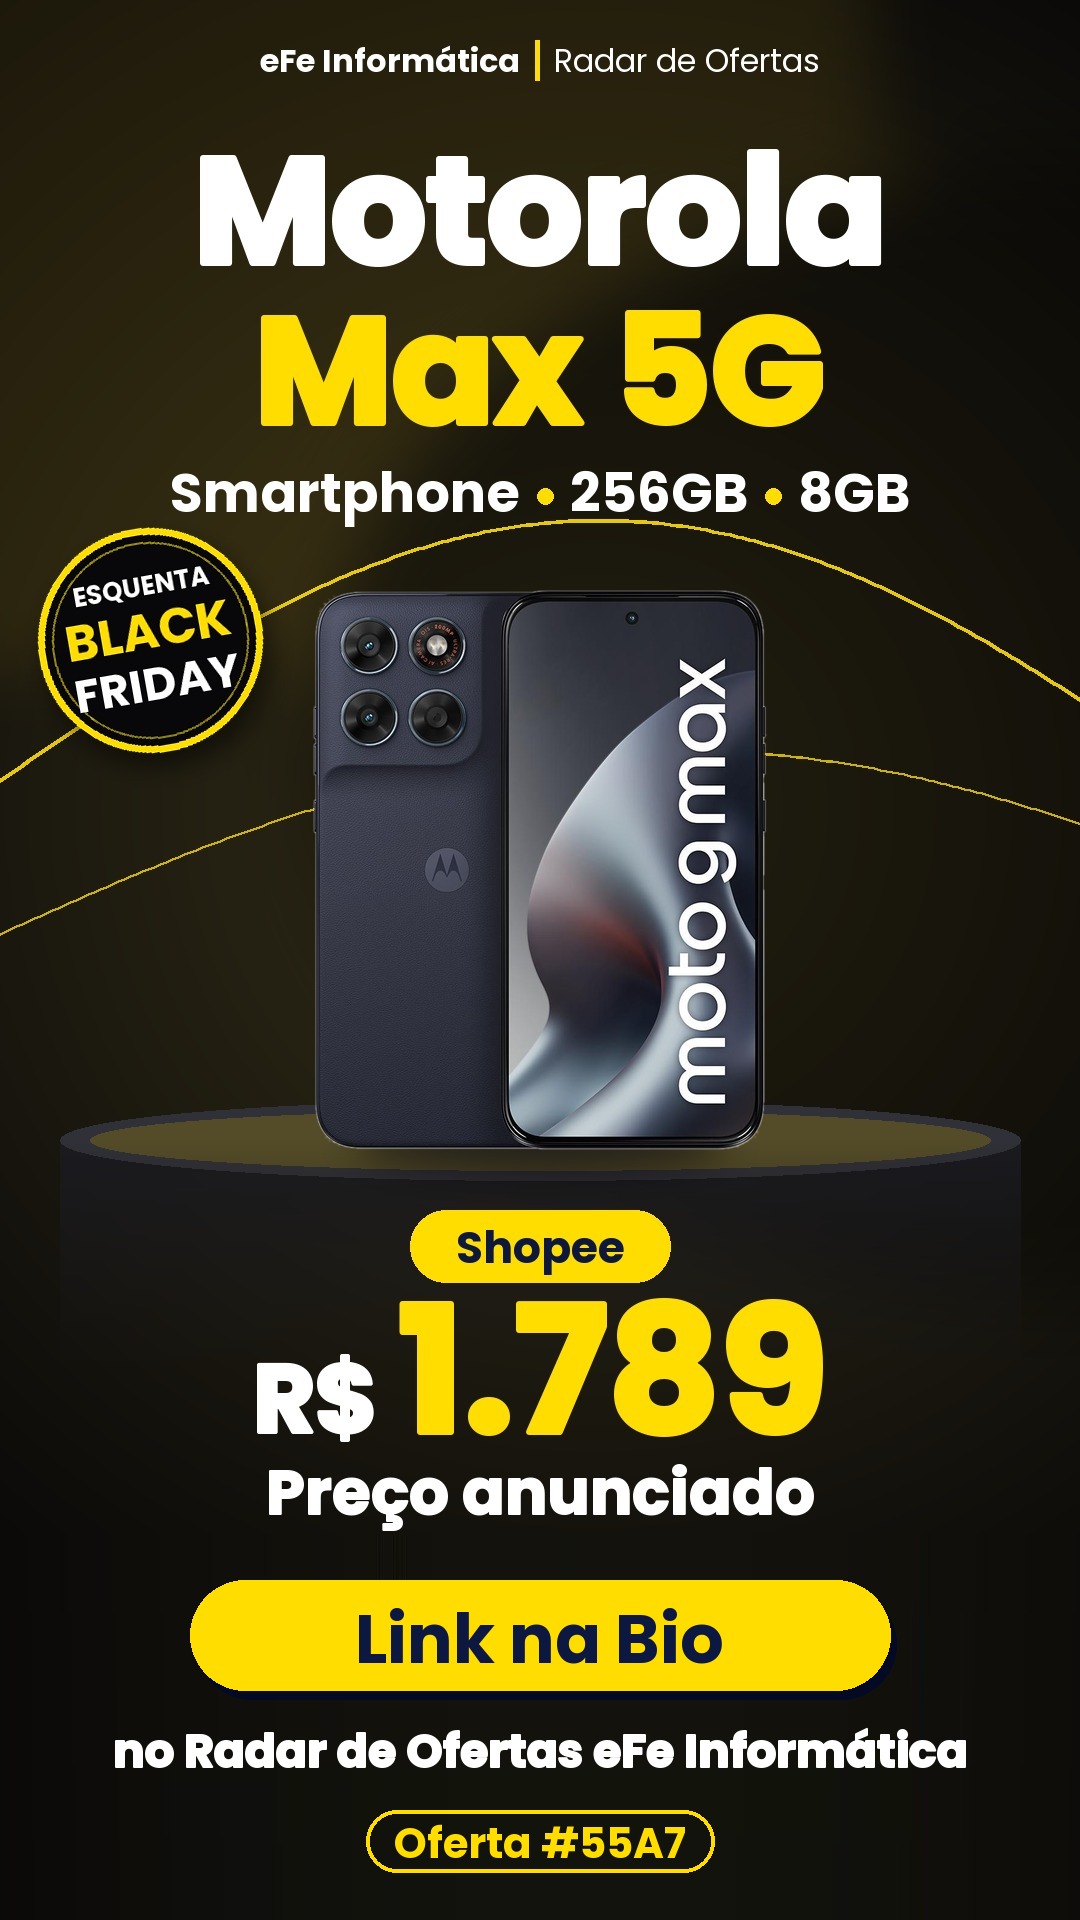 eFe Informática | Radar de Ofertas
Motorola
Max 5G
Smartphone • 256GB • 8GB
ESQUENTA
BLACK
FRIDAY
moto g max
Shopee
R$ 1.789
Preço anunciado
Link na Bio
no Radar de Ofertas eFe Informática
Oferta #55A7